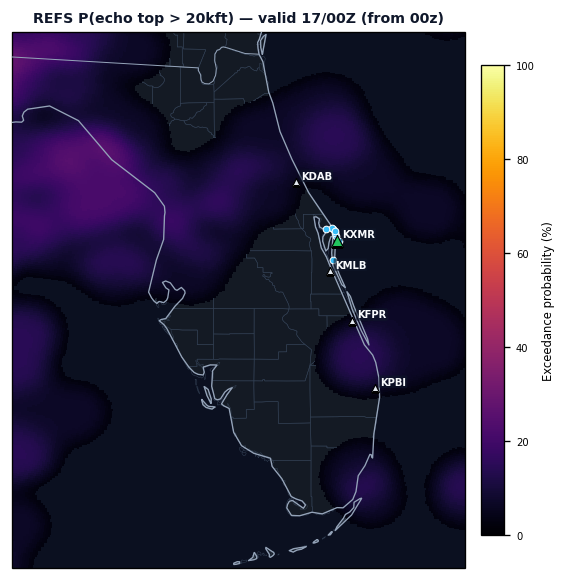 REFS P(echo top > 20kft) — valid 17/00Z (from 00z)
KDAB
KXMR
KMLB
KFPR
KPBI
100
80
60
40
20
0
Exceedance probability (%)